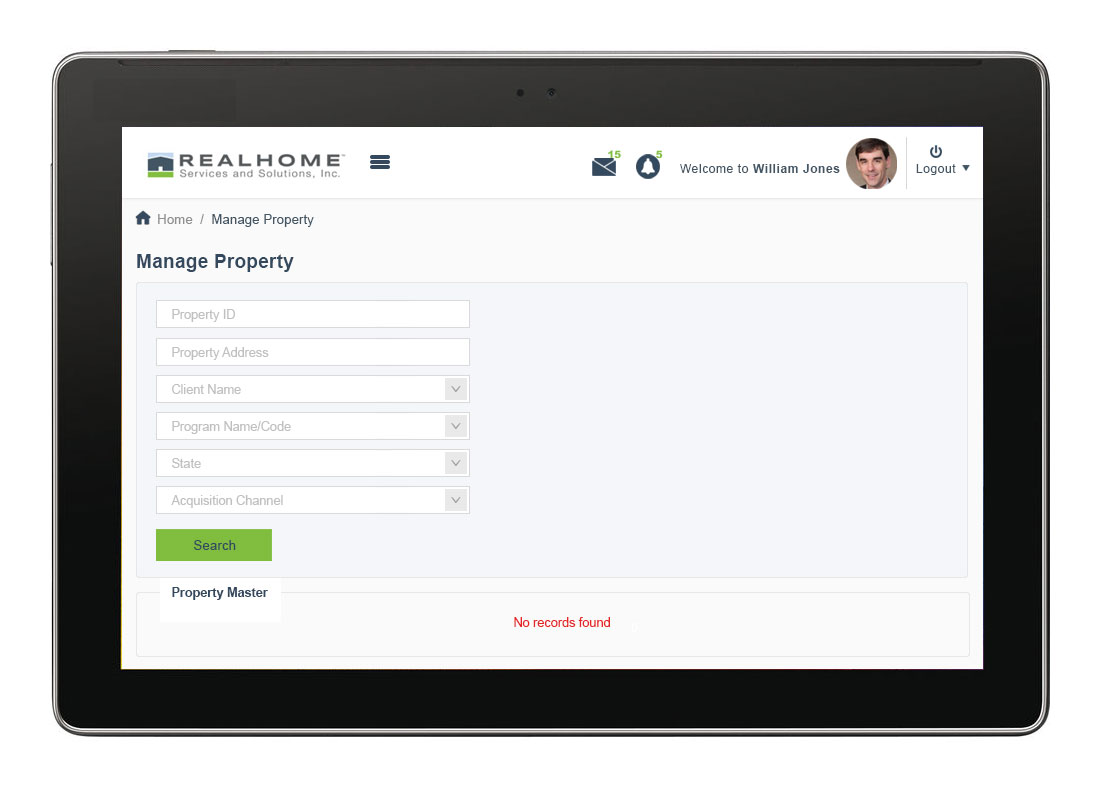 REALHOME™
Services and Solutions, Inc.
15
5
Welcome to William Jones
Logout
Home / Manage Property
Manage Property
Property ID
Property Address
Client Name
Program Name/Code
State
Acquisition Channel
Search
Property Master
No records found